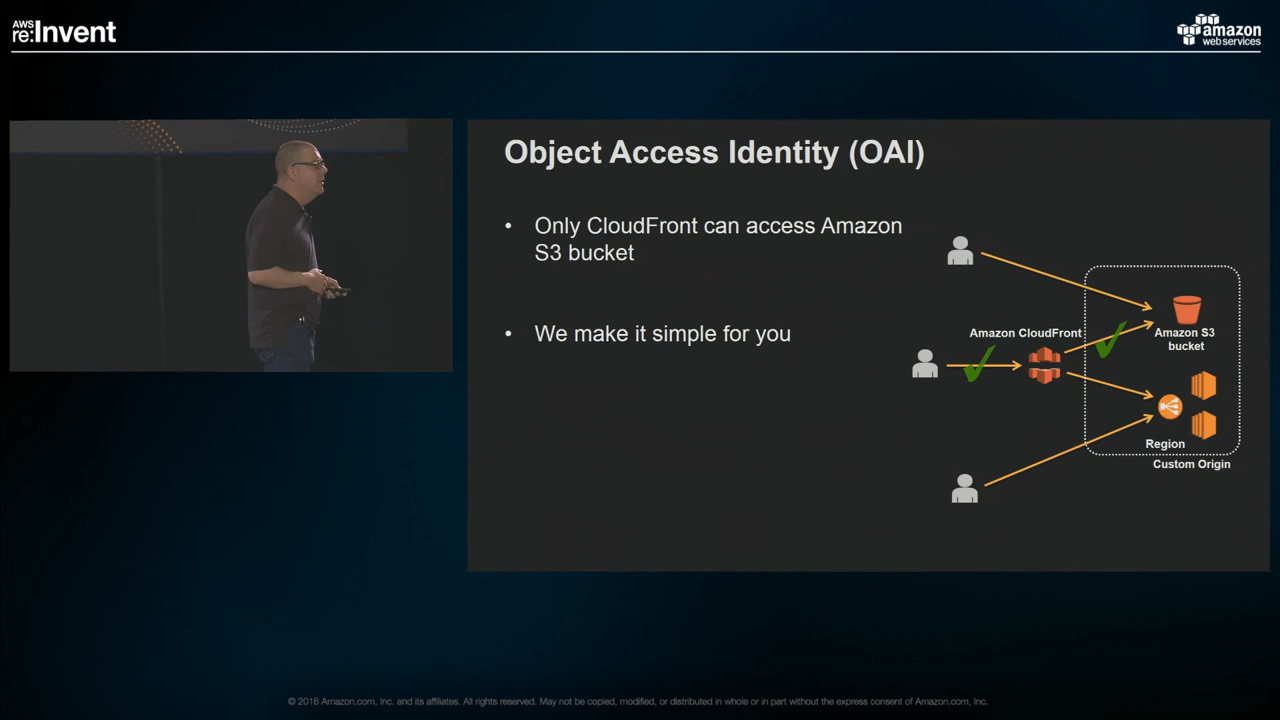 AWS
re:Invent
amazon
web services
Object Access Identity (OAI)
• Only CloudFront can access Amazon
S3 bucket
• We make it simple for you
Amazon CloudFront
Amazon S3
bucket
Region
Custom Origin
© 2016 Amazon.com, Inc. and its affiliates. All rights reserved. May not be copied, modified, or distributed in whole or in part without the express consent of Amazon.com, Inc.